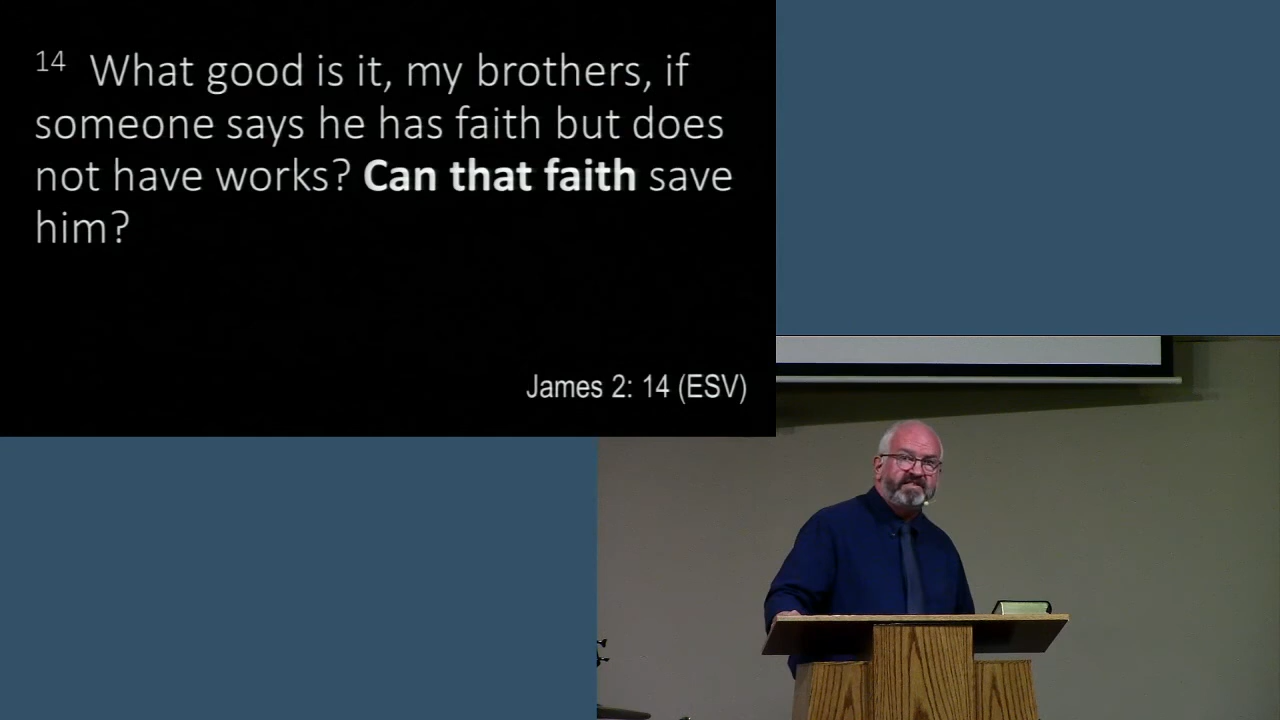 14 What good is it, my brothers, if
someone says he has faith but does
not have works? Can that faith save
him?
James 2: 14 (ESV)